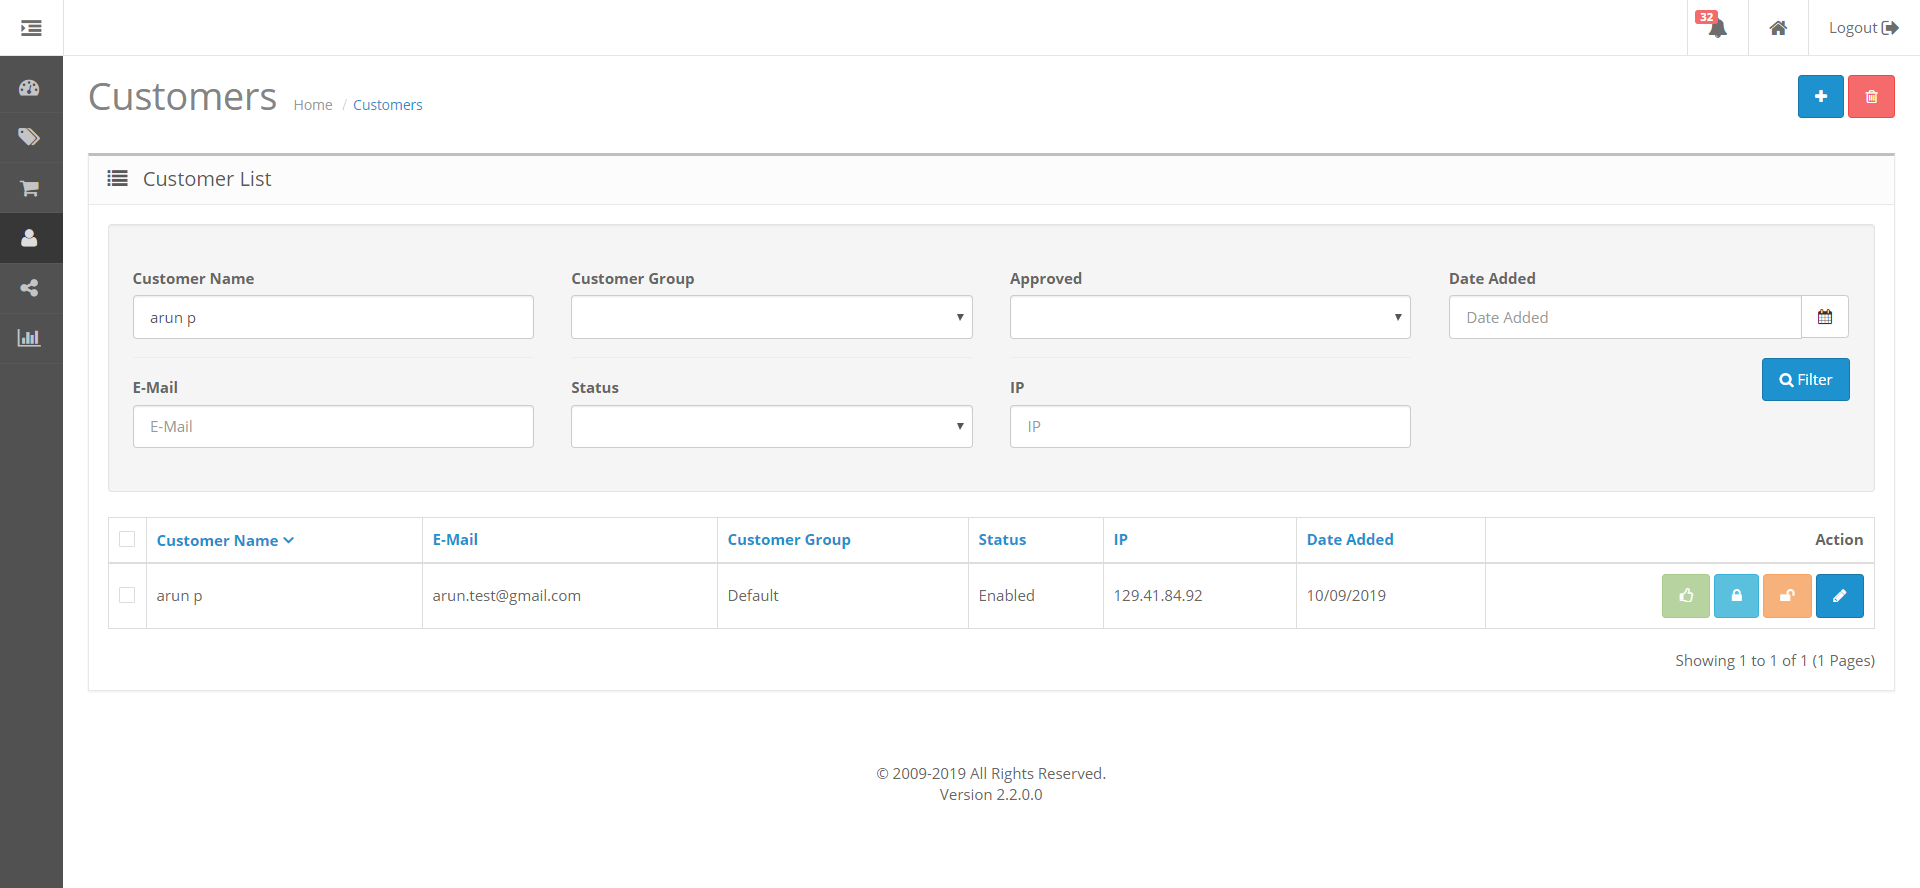 32
Logout
Customers Home / Customers
Customer List
Customer Name Customer Group Approved Date Added
arun p Date Added
E-Mail Status IP Filter
E-Mail IP
Customer Name E-Mail Customer Group Status IP Date Added Action
arun p arun.test@gmail.com Default Enabled 129.41.84.92 10/09/2019
Showing 1 to 1 of 1 (1 Pages)
© 2009-2019 All Rights Reserved.
Version 2.2.0.0